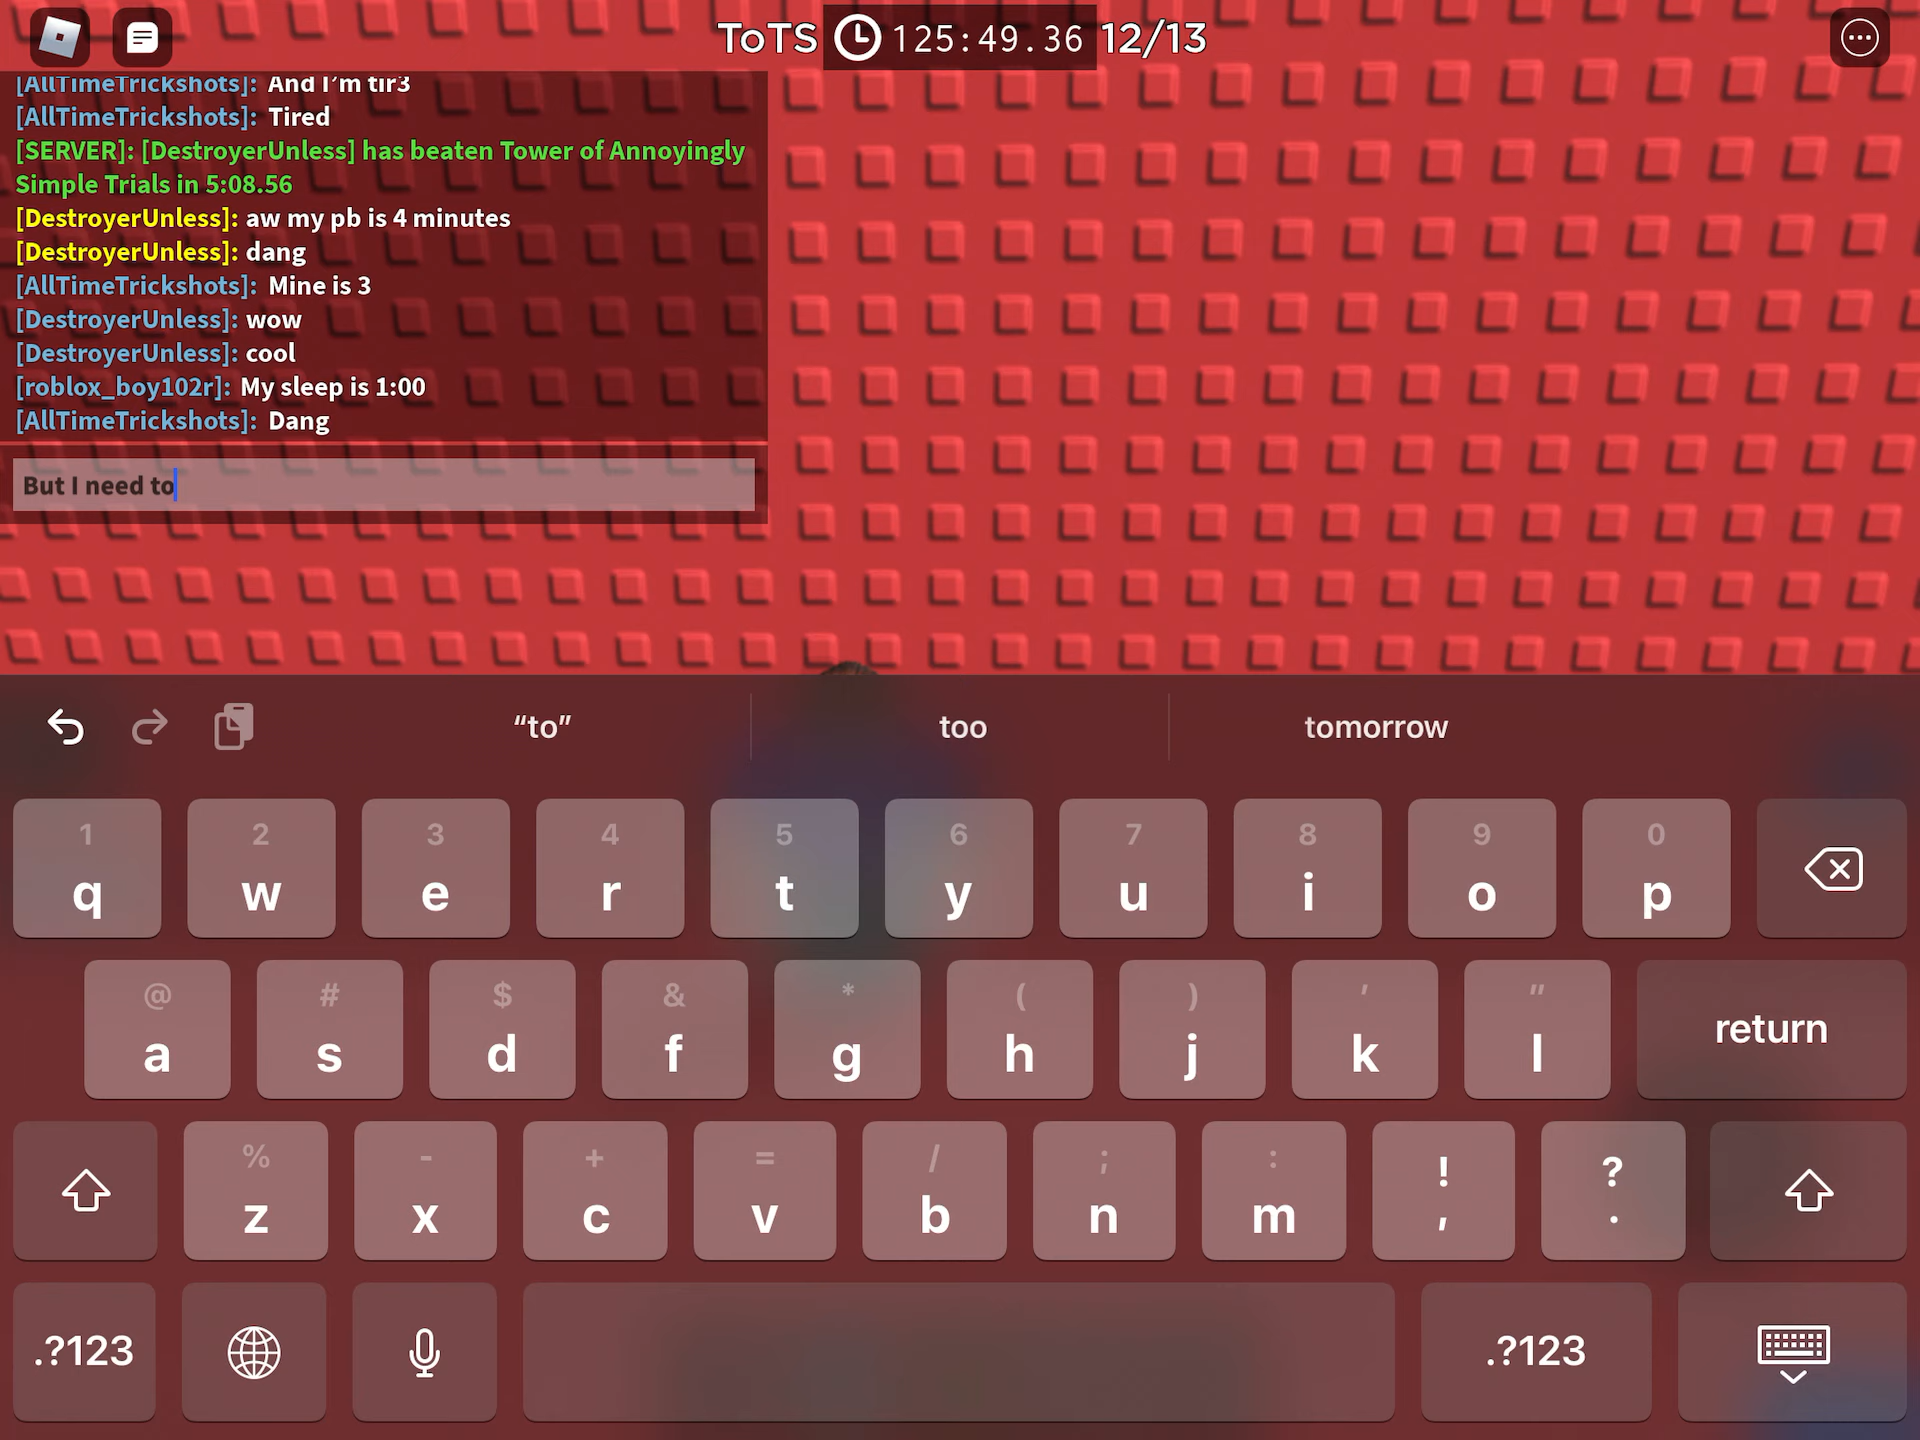 ToTS 125:49.36 12/13
[AllTimeTrickshots]: And I'm tir3
[AllTimeTrickshots]: Tired
[SERVER]: [DestroyerUnless] has beaten Tower of Annoyingly
Simple Trials in 5:08.56
[DestroyerUnless]: aw my pb is 4 minutes
[DestroyerUnless]: dang
[AllTimeTrickshots]: Mine is 3
[DestroyerUnless]: wow
[DestroyerUnless]: cool
[roblox_boy102r]: My sleep is 1:00
[AllTimeTrickshots]: Dang
But I need to
“to” too tomorrow
1 2 3 4 5 6 7 8 9 0
q w e r t y u i o p
@ # $ & * ( ) ' "
a s d f g h j k l return
% - + = / ; : ! ?
z x c v b n m , .
.?123 .?123